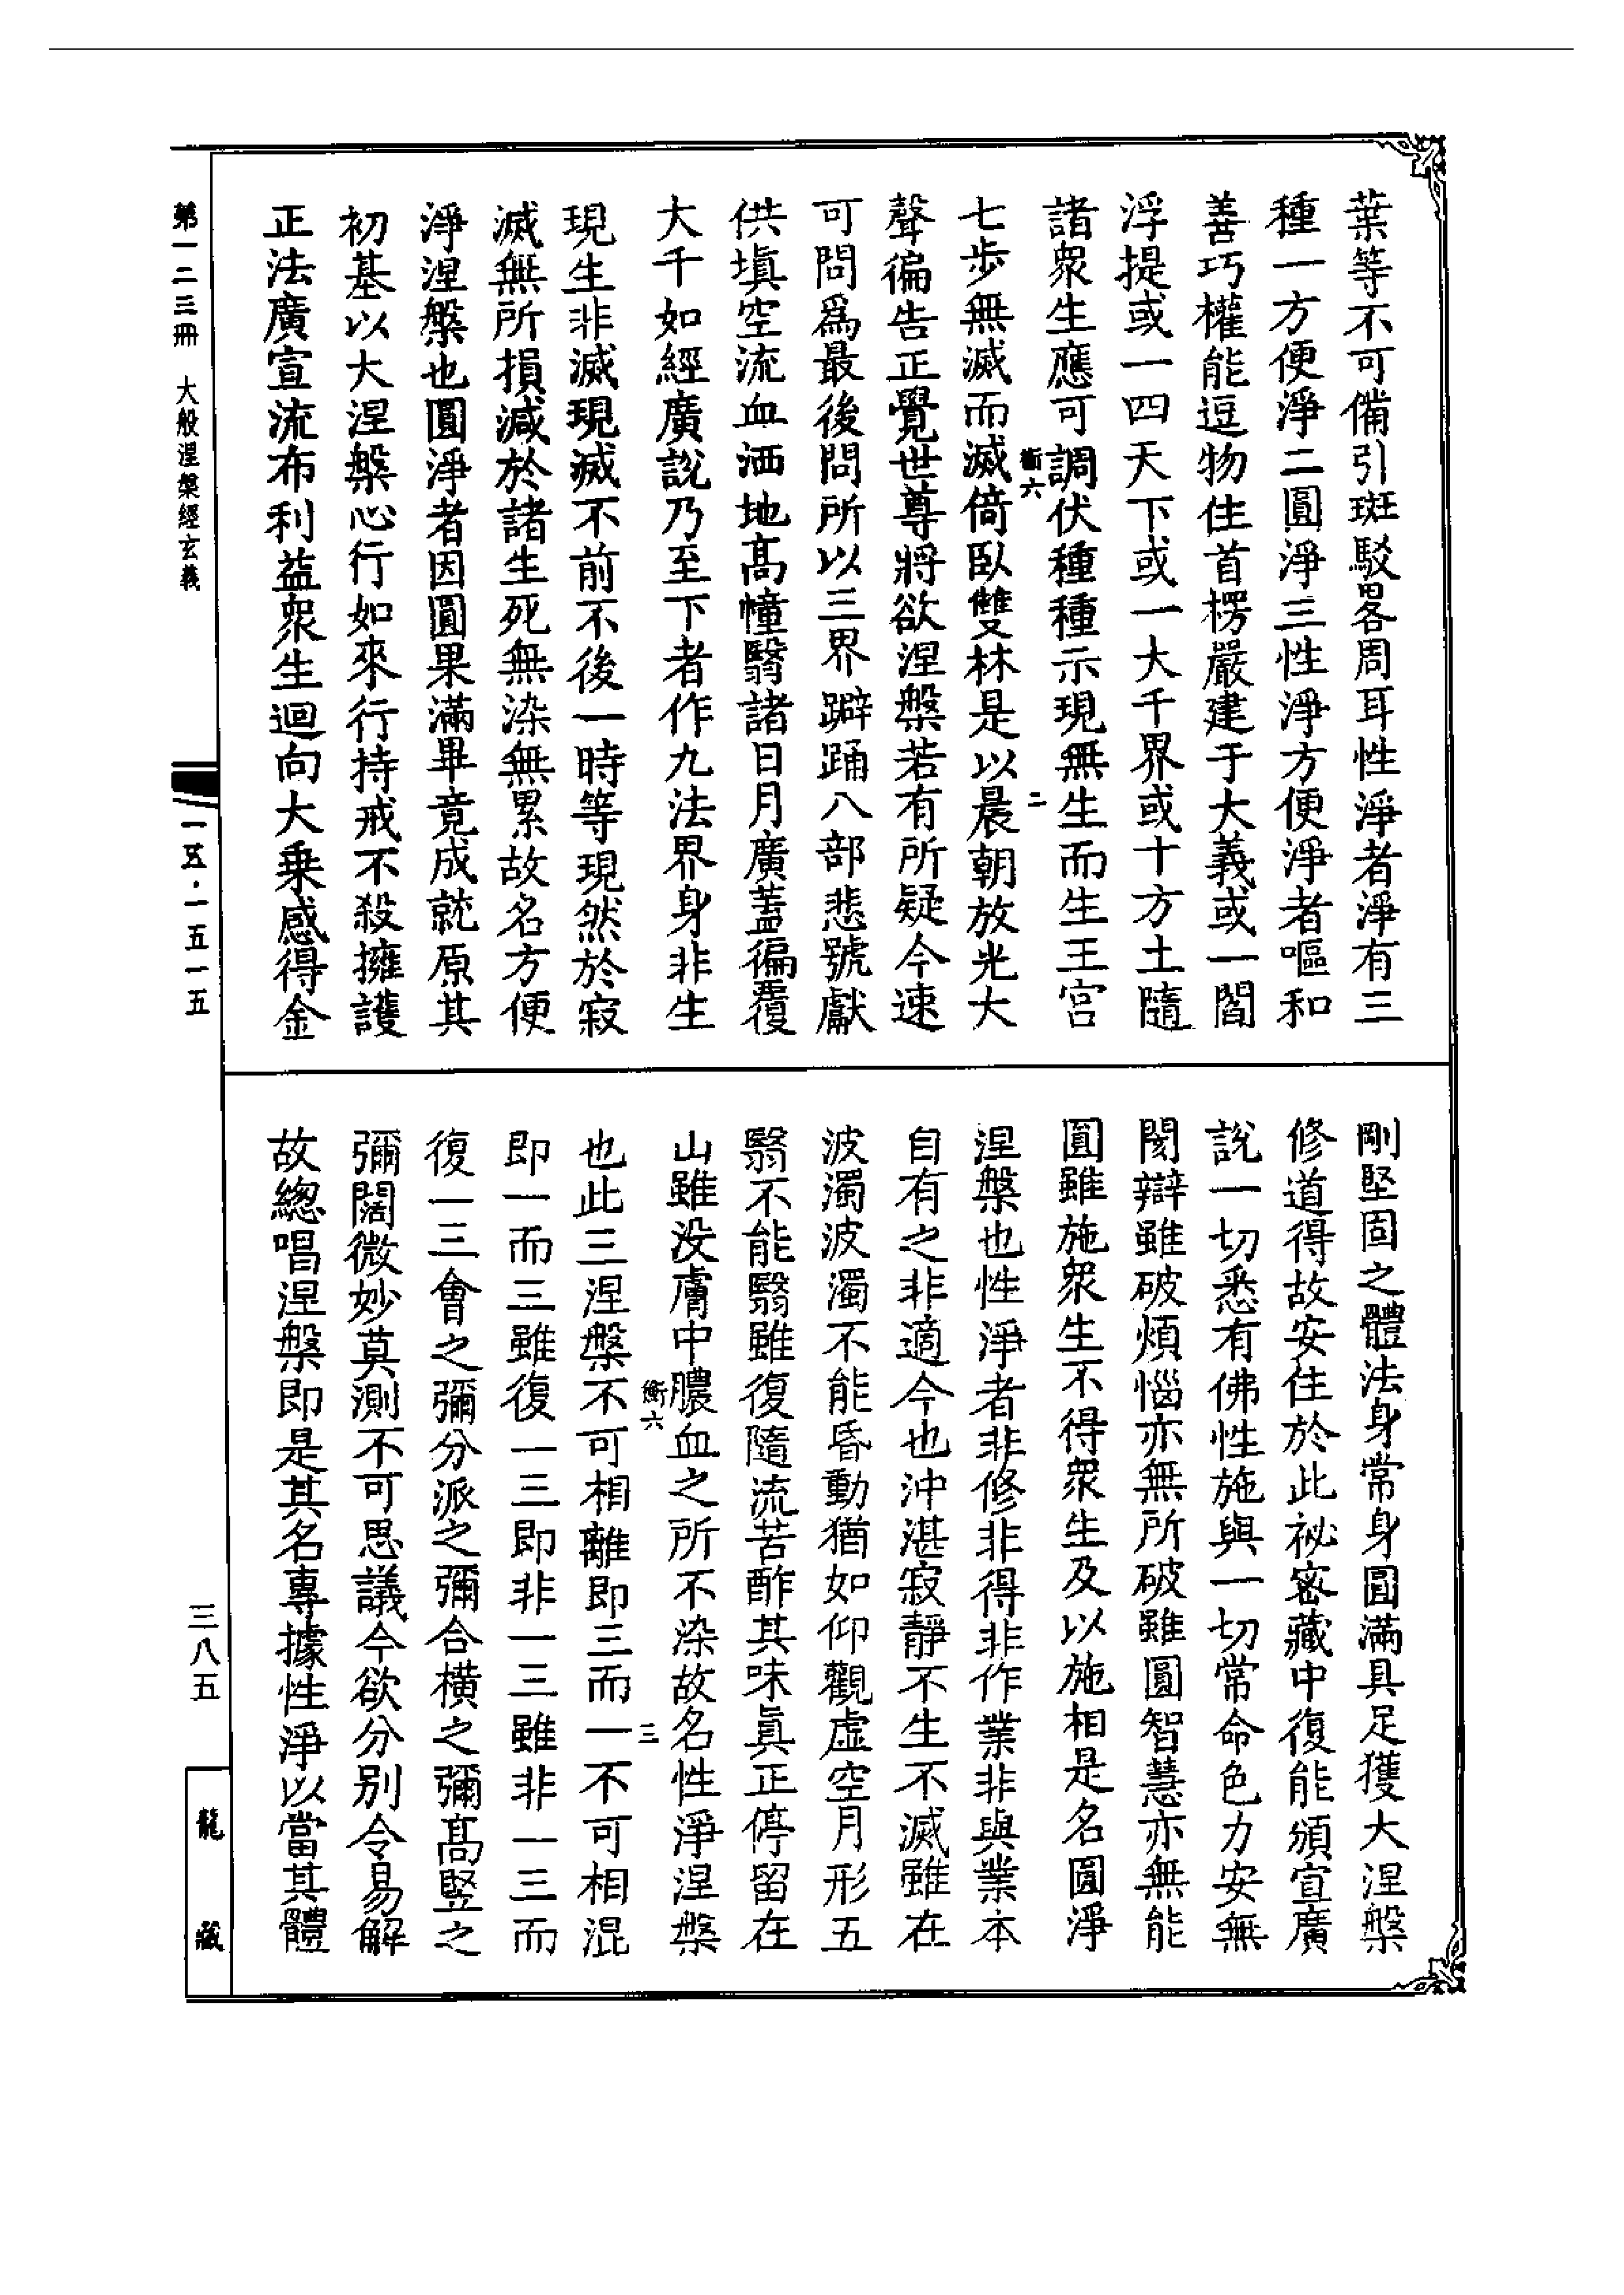 葉等不可備引斑駁畧周耳性淨者淨有三
種一方便淨二圓淨三性淨方便淨者嘔和
善巧權能逗物住首楞嚴建于大義或一閻
浮提或一四天下或一大千界或十方土隨
諸衆生應可調伏種種示現無生而生王宮
衡六
二
七步無滅而滅倚臥雙林是以晨朝放光大
聲徧告正覺世尊將欲涅槃若有所疑今速
可問爲最後問所以三界躃踊八部悲號獻
供塡空流血洒地高幢翳諸日月廣蓋徧覆
大千如經廣說乃至下者作九法界身非生
現生非滅現滅不前不後一時等現然於寂
滅無所損減於諸生死無染無累故名方便
淨涅槃也圓淨者因圓果滿畢竟成就原其
初基以大涅槃心行如來行持戒不殺擁護
正法廣宣流布利益衆生迴向大乗感得金
剛堅固之體法身常身圓滿具足獲大涅槃
修道得故安住於此祕密藏中復能頒宣廣
說一切悉有佛性施與一切常命色力安無
閡辯雖破煩惱亦無所破雖圓智慧亦無能
圓雖施衆生不得衆生及以施相是名圓淨
涅槃也性淨者非修非得非作業非與業本
自有之非適今也沖湛寂靜不生不滅雖在
波濁波濁不能昏動猶如仰觀虛空月形五
翳不能翳雖復隨流苦酢其味眞正停留在
山雖没膚中膿血之所不染故名性淨涅槃
衡六
三
也此三涅槃不可相離即三而一不可相混
即一而三雖復一三即非一三雖非一三而
復一三會之彌分派之彌合橫之彌高豎之
彌闊微妙莫測不可思議今欲分别令易解
故總唱涅槃即是其名專據性淨以當其體
第一二三冊 大般涅槃經玄義
一五·一五一五
三八五
龍藏